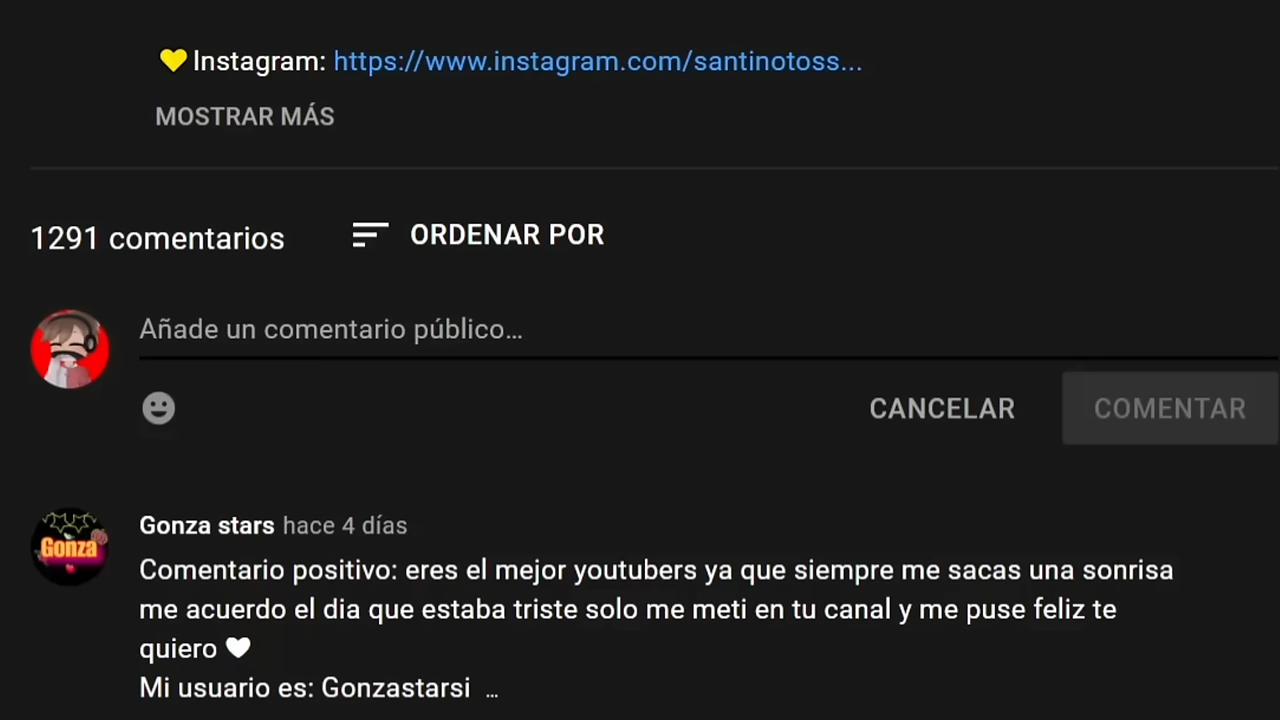 💛Instagram: https://www.instagram.com/santinotoss...
MOSTRAR MÁS
1291 comentarios
ORDENAR POR
Añade un comentario público...
CANCELAR
COMENTAR
Gonza
Gonza stars hace 4 días
Comentario positivo: eres el mejor youtubers ya que siempre me sacas una sonrisa
me acuerdo el dia que estaba triste solo me meti en tu canal y me puse feliz te
quiero 🤍
Mi usuario es: Gonzastarsi ...